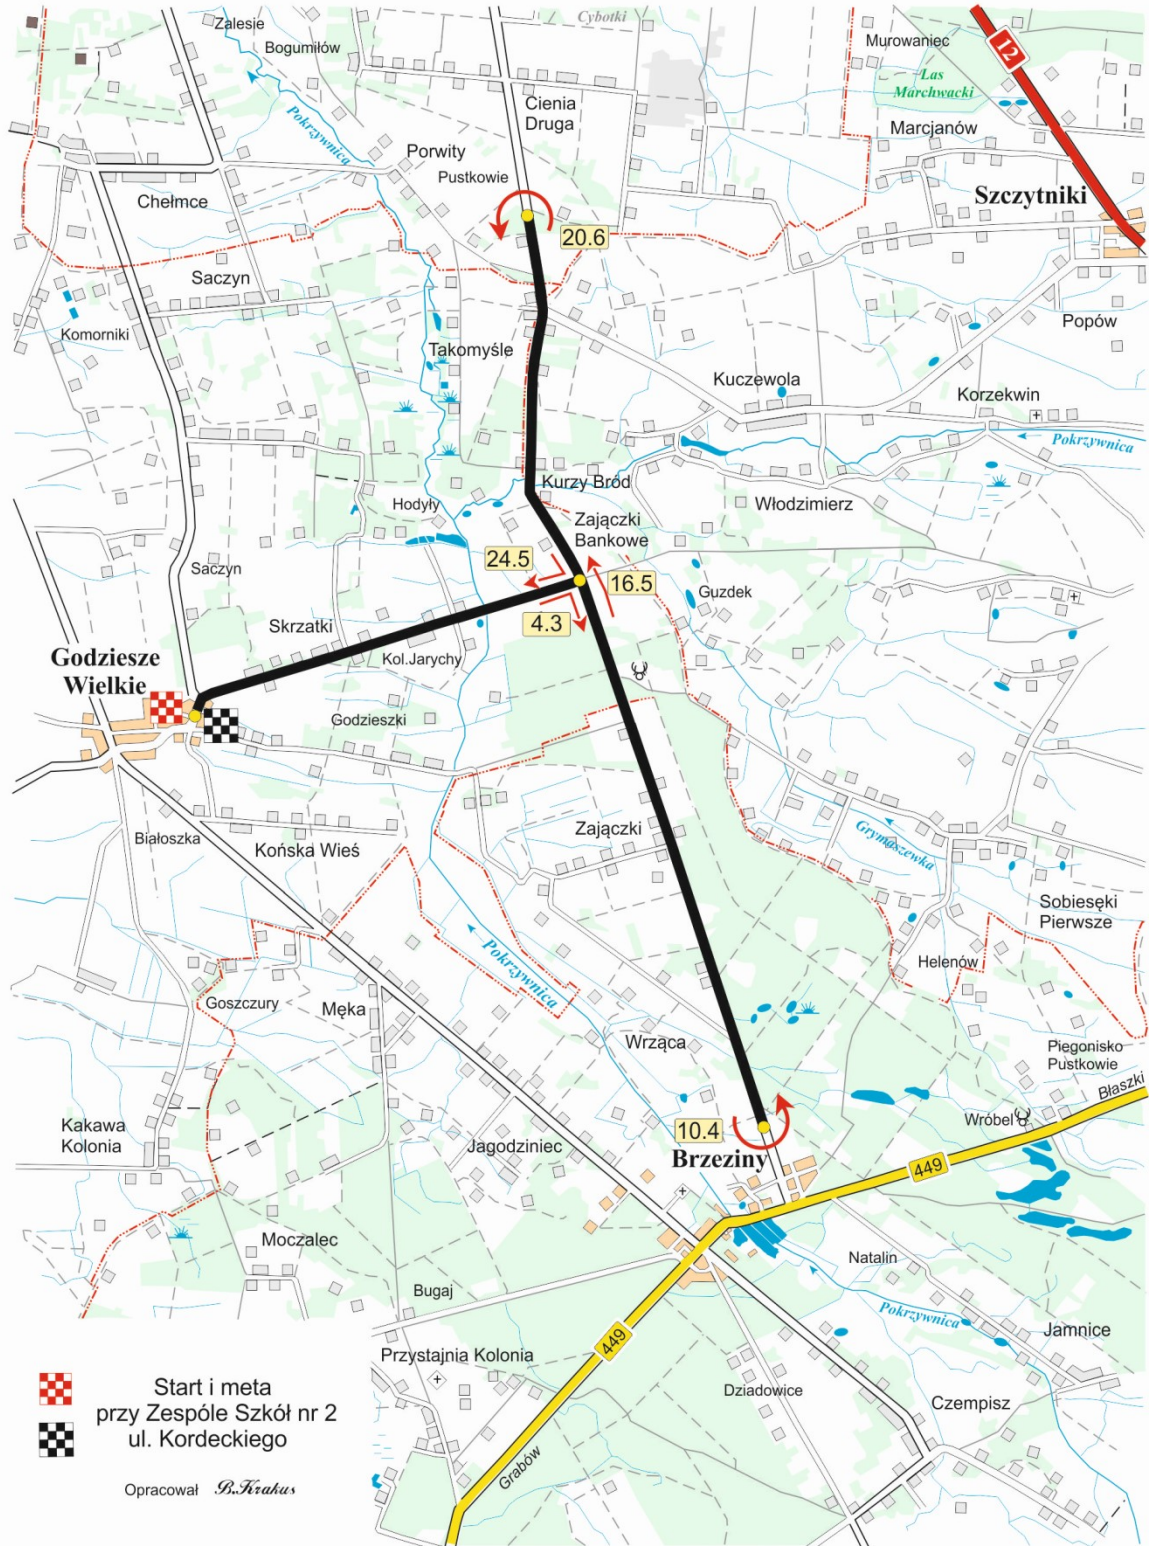 Cybotki
Zalesie
Bogumiłów
Murowaniec
12
Las
Marchwacki
Pokrzywnica
Cienia
Druga
Marcjanów
Porwity
Pustkowie
Chełmce
Szczytniki
20.6
Saczyn
Komorniki
Popów
Takomyśle
Kuczewola
Korzekwin
Pokrzywnica
Kurzy Bród
Hodyły
Włodzimierz
Zajączki
Bankowe
24.5
Saczyn
16.5
Guzdek
4.3
Skrzatki
Kol.Jarychy
Godziesze
Wielkie
Godzieszki
Zajączki
Białoszka
Końska Wieś
Grymaszewka
Sobiesęki
Pierwsze
Pokrzywnica
Helenów
Goszczury
Męka
Wrząca
Pięgonisko
Pustkowie
Błaszki
Kakawa
Kolonia
Wróbel
10.4
Jagodziniec
Brzeziny
449
Moczalec
Natalin
Bugaj
Pokrzywnica
Jamnice
449
Przystajnia Kolonia
Dziadowice
Czempisz
Grabów
Start i meta
przy Zespóle Szkół nr 2
ul. Kordeckiego
Opracował B.Krakus